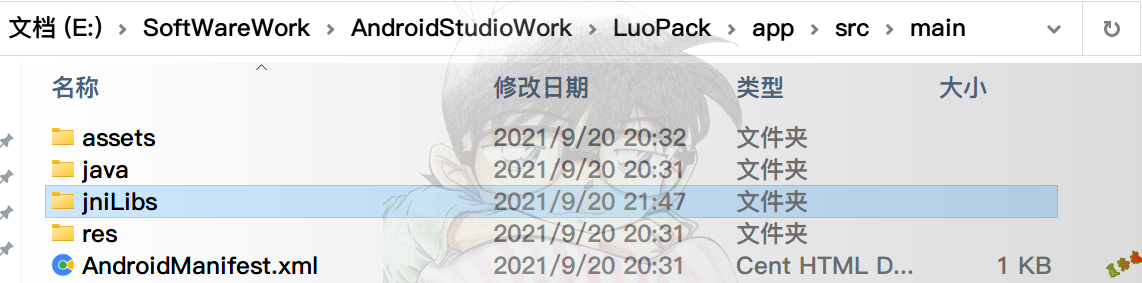 文档 (E:) › SoftWareWork › AndroidStudioWork › LuoPack › app › src › main
名称 修改日期 类型 大小
assets 2021/9/20 20:32 文件夹
java 2021/9/20 20:31 文件夹
jniLibs 2021/9/20 21:47 文件夹
res 2021/9/20 20:31 文件夹
AndroidManifest.xml 2021/9/20 20:31 Cent HTML D... 1 KB